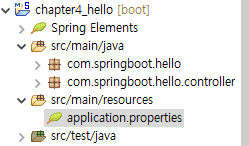 chapter4_hello [boot]
Spring Elements
src/main/java
com.springboot.hello
com.springboot.hello.controller
src/main/resources
application.properties
src/test/java